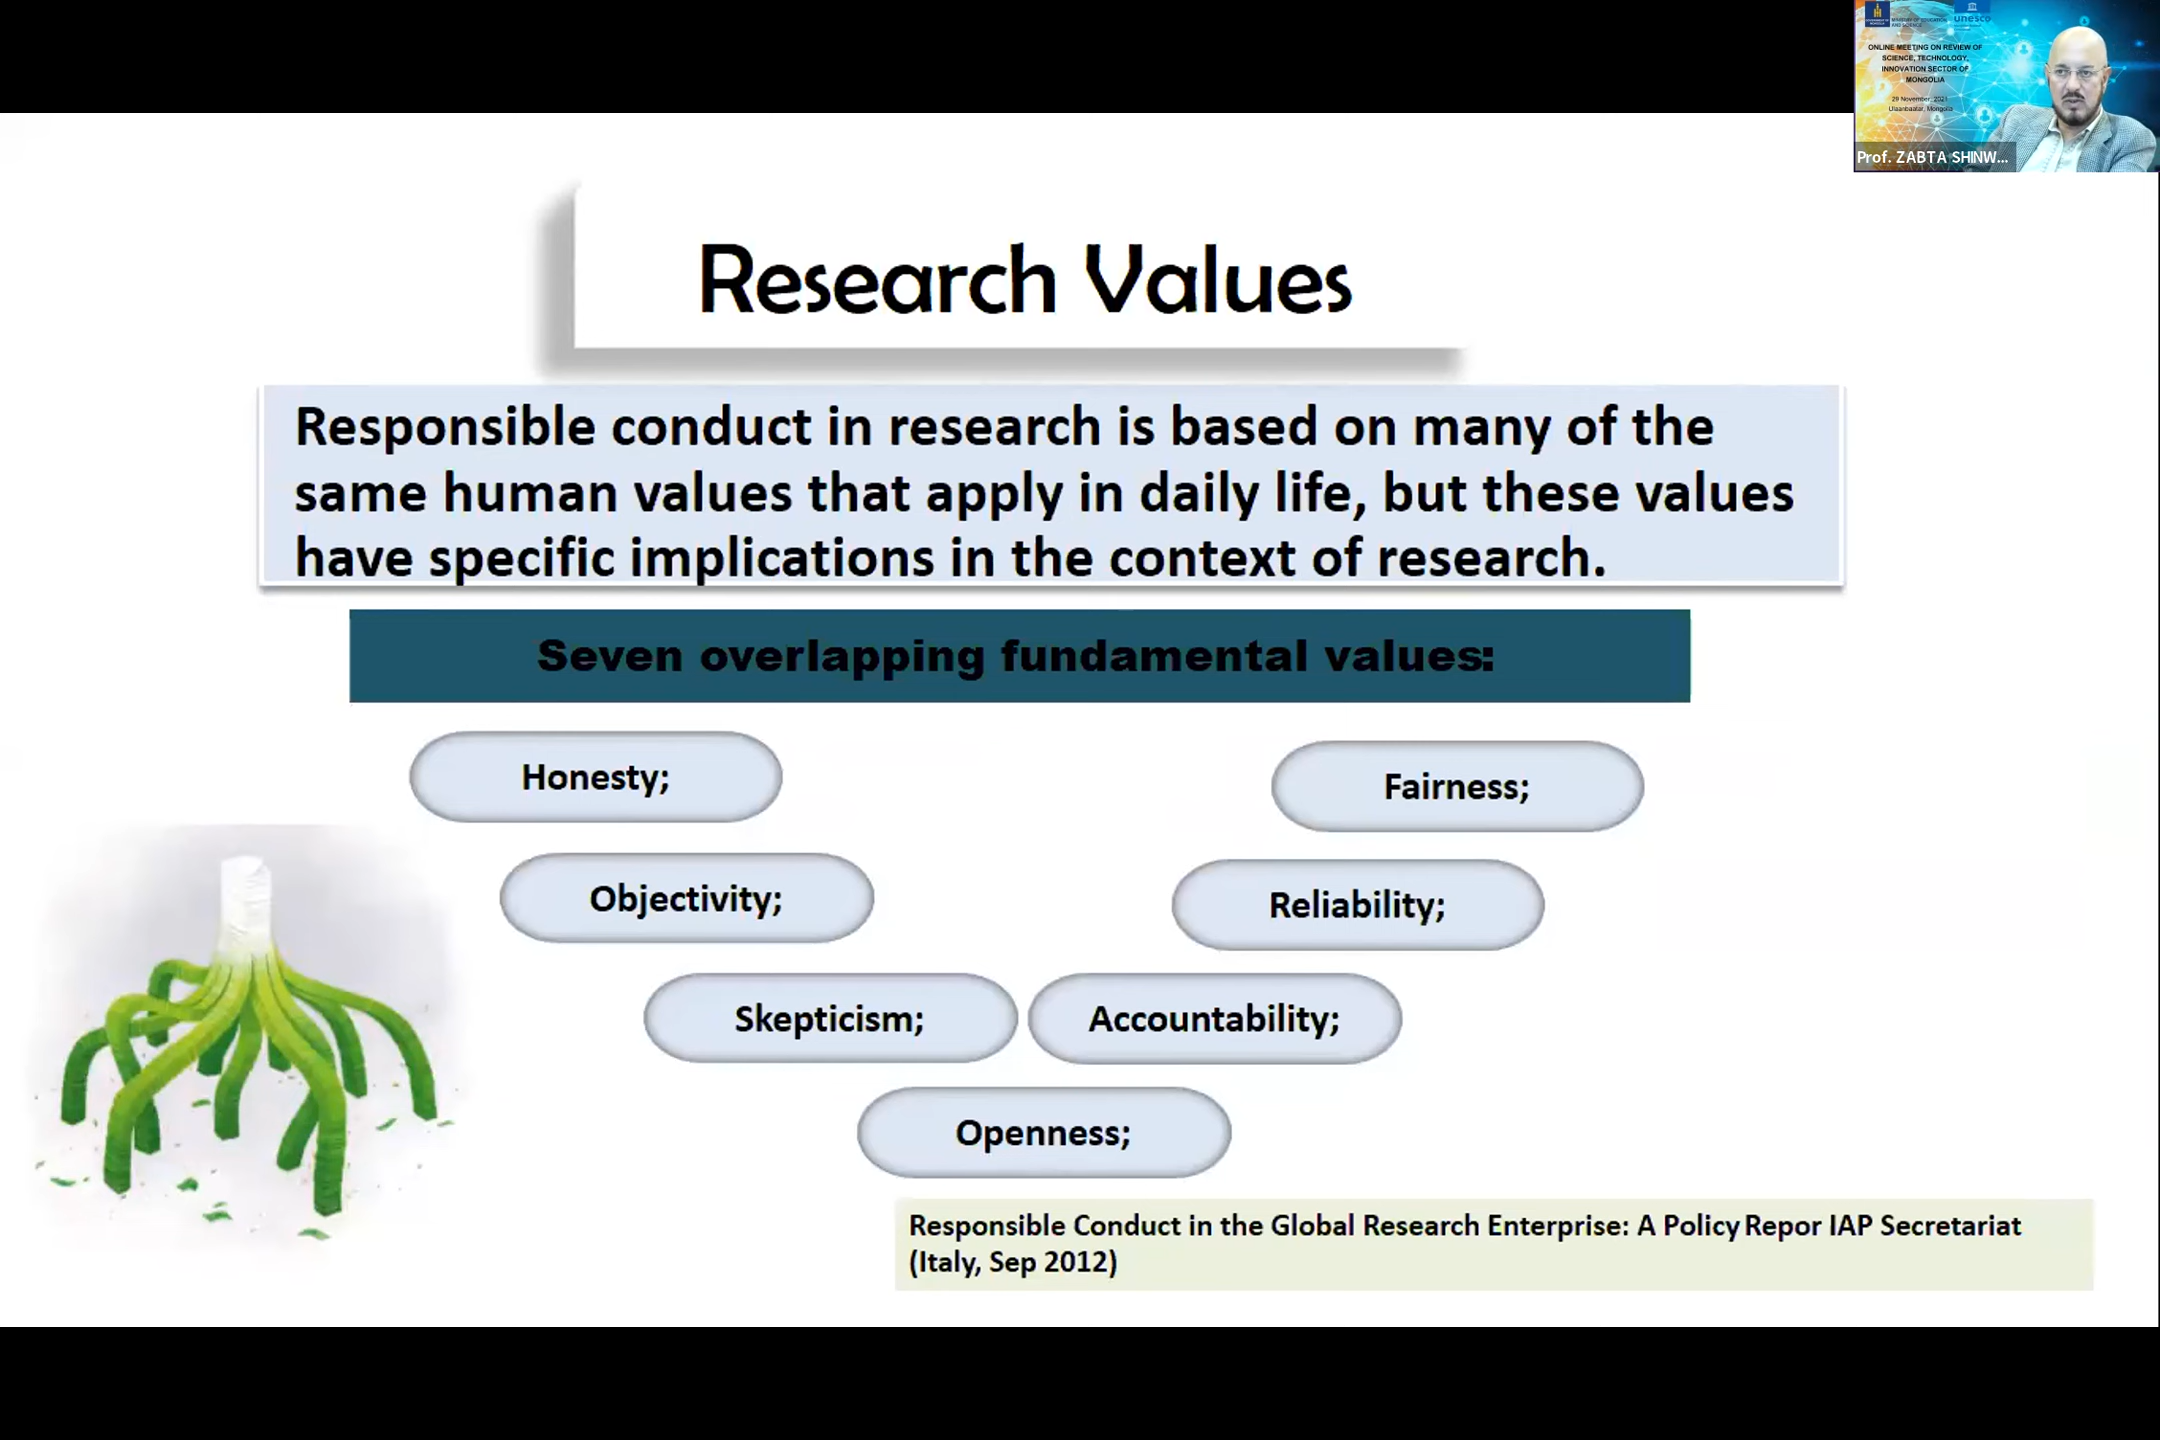 unesco
ONLINE MEETING ON REVIEW OF
SCIENCE, TECHNOLOGY,
INNOVATION SECTOR OF
MONGOLIA
29 November, 2021
Ulaanbaatar, Mongolia
Prof. ZABTA SHINW...
Research Values
Responsible conduct in research is based on many of the
same human values that apply in daily life, but these values
have specific implications in the context of research.
Seven overlapping fundamental values:
Honesty;
Fairness;
Objectivity;
Reliability;
Skepticism;
Accountability;
Openness;
Responsible Conduct in the Global Research Enterprise: A Policy Repor IAP Secretariat
(Italy, Sep 2012)